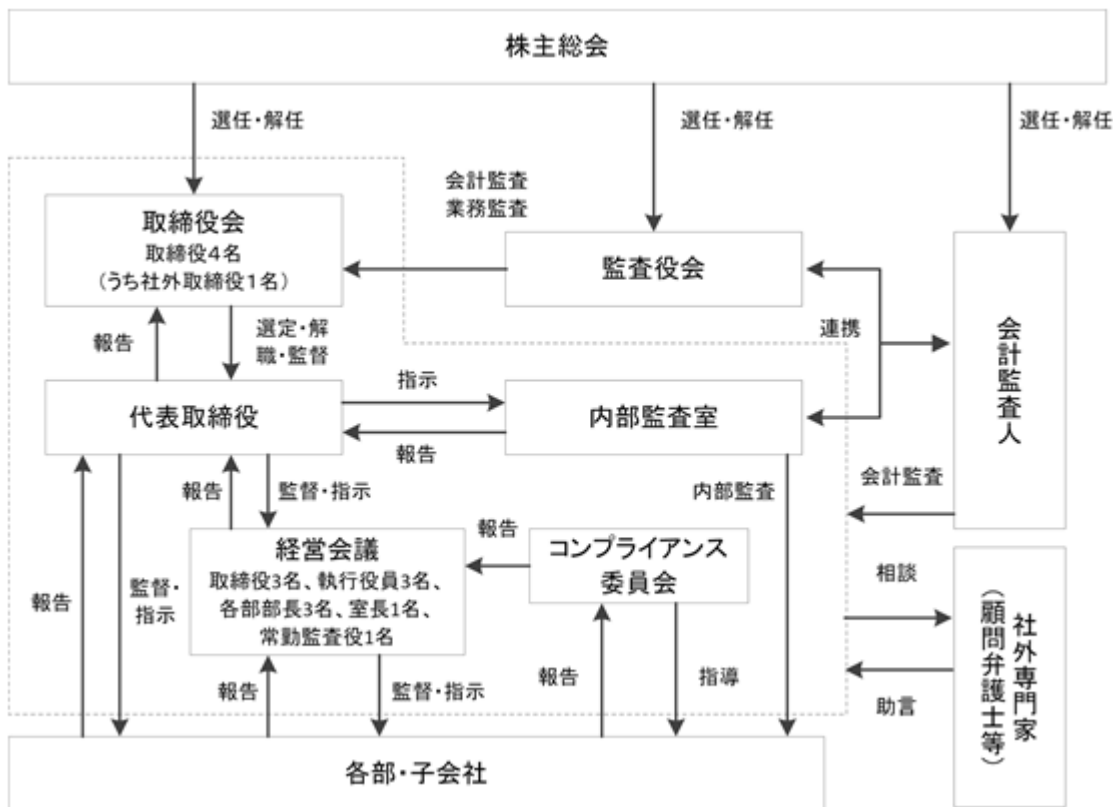 株主総会
選任・解任
選任・解任
選任・解任
会計監査
業務監査
取締役会
取締役4名
(うち社外取締役1名)
監査役会
会計監査人
報告
選定・解
職・監督
連携
代表取締役
指示
報告
内部監査室
報告
監督・指示
内部監査
会計監査
経営会議
取締役3名、執行役員3名、
各部部長3名、室長1名、
常勤監査役1名
報告
コンプライアンス
委員会
報告
監督・
指示
相談
助言
社外専門家
(顧問弁護士等)
報告
監督・指示
報告
指導
各部・子会社